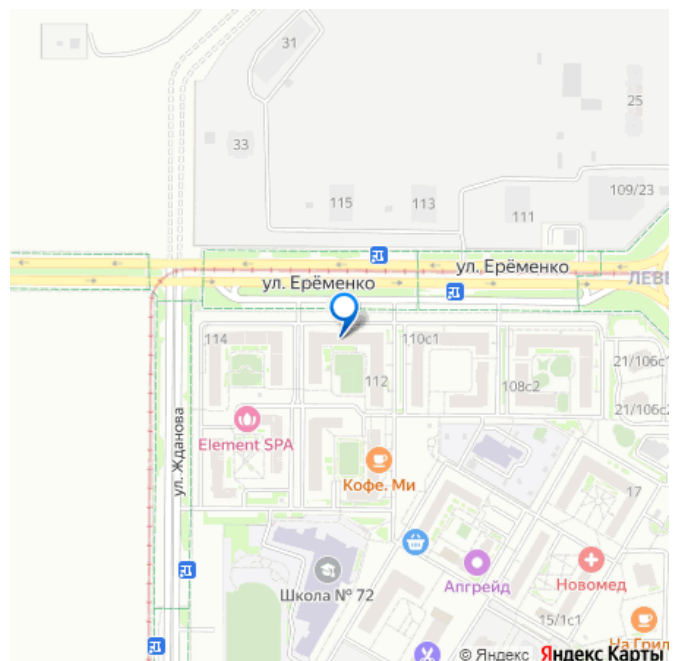 31
25
33
109/23
115
113
111
ул. Ерёменко
ЛЕВЕ
ул. Ерёменко
114
110с1
112
108с2
21/106с1
21/106с2
ул. Жданова
Element SPA
Кофе. Ми
17
Школа № 72
Апгрейд
Новомед
15/1с1
На Грил
© Яндекс Яндекс Карты